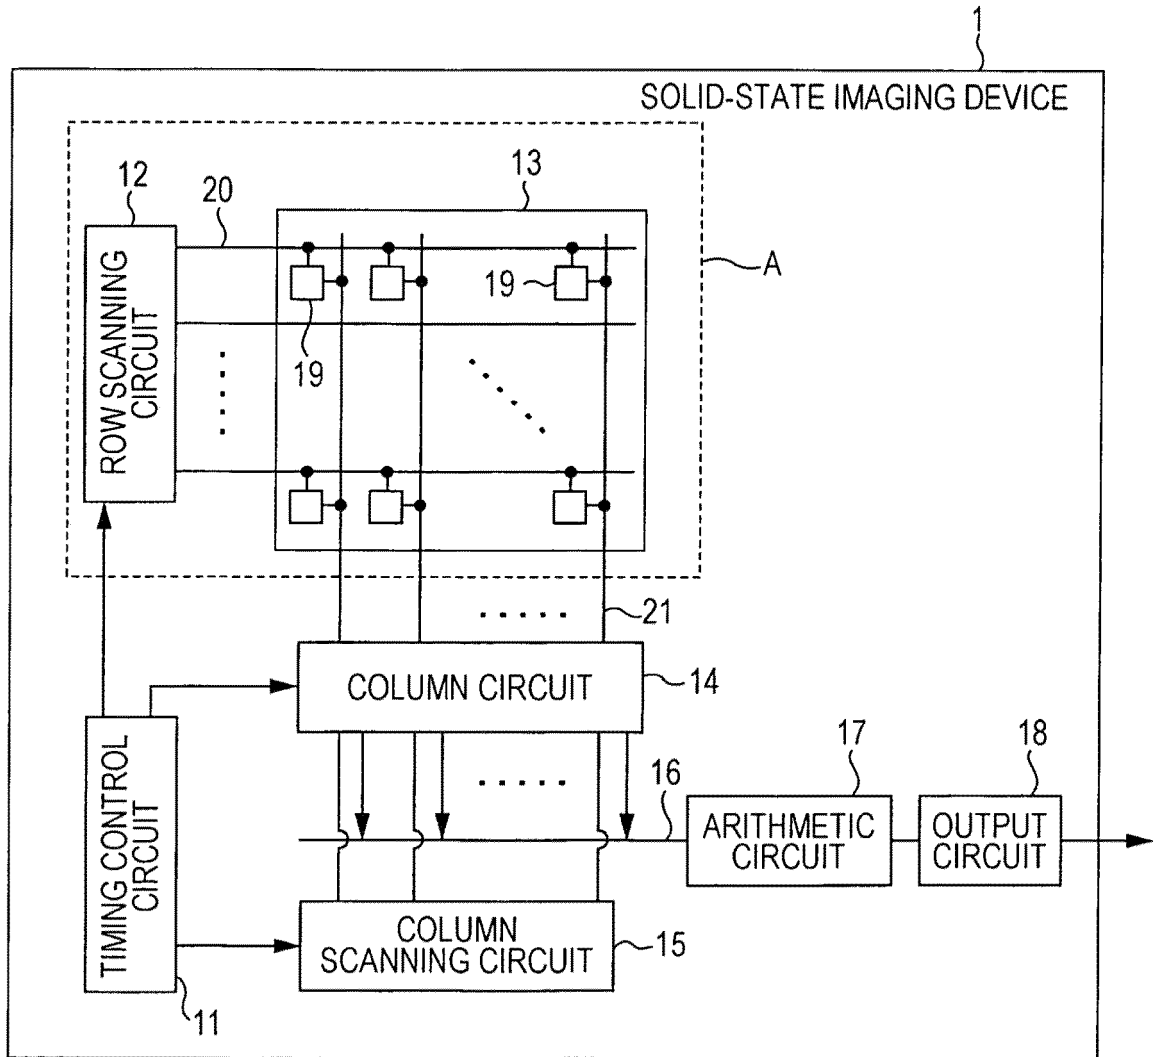 1
SOLID-STATE IMAGING DEVICE
12
20
13
A
ROW SCANNING
CIRCUIT
19
19
21
COLUMN CIRCUIT
14
TIMING CONTROL
CIRCUIT
16
17
18
ARITHMETIC
CIRCUIT
OUTPUT
CIRCUIT
COLUMN
SCANNING CIRCUIT
15
11